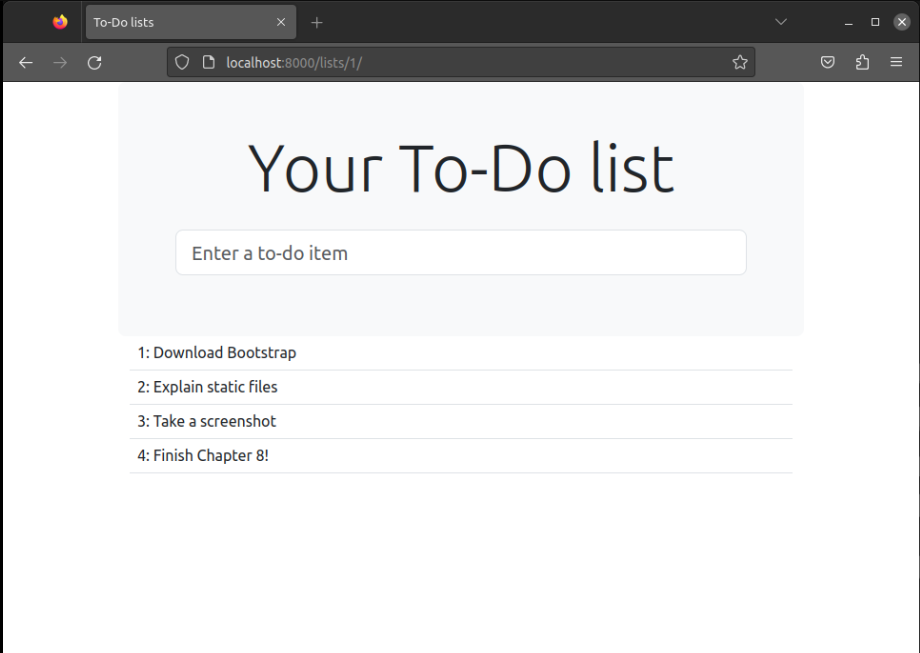 To-Do lists
localhost:8000/lists/1/
Your To-Do list
Enter a to-do item
1: Download Bootstrap
2: Explain static files
3: Take a screenshot
4: Finish Chapter 8!